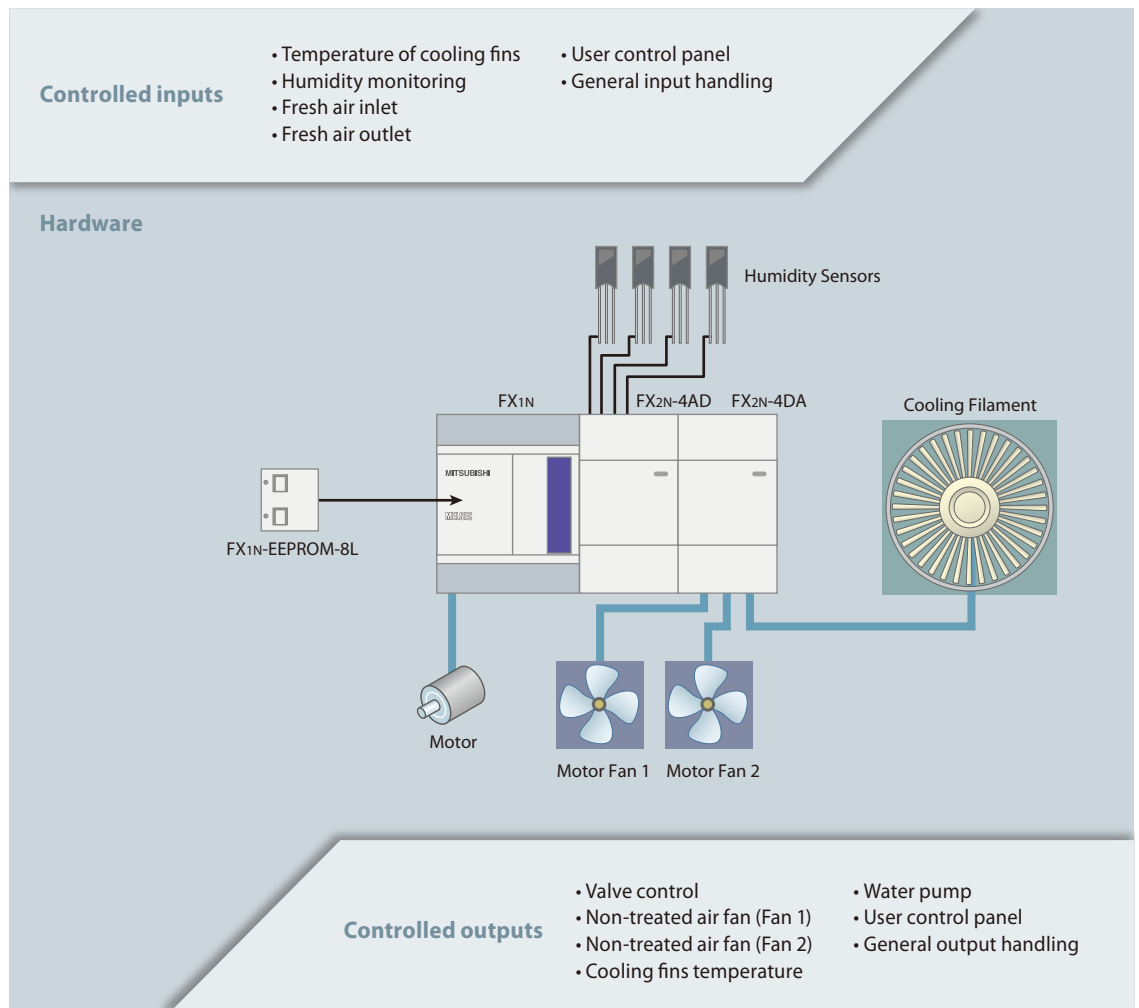 Controlled inputs
• Temperature of cooling fins
• Humidity monitoring
• Fresh air inlet
• Fresh air outlet
• User control panel
• General input handling
Hardware
Humidity Sensors
FX1N
FX2N-4AD
FX2N-4DA
Cooling Filament
MITSUBISHI
MELSEC
FX1N-EEPROM-8L
Motor
Motor Fan 1
Motor Fan 2
Controlled outputs
• Valve control
• Non-treated air fan (Fan 1)
• Non-treated air fan (Fan 2)
• Cooling fins temperature
• Water pump
• User control panel
• General output handling